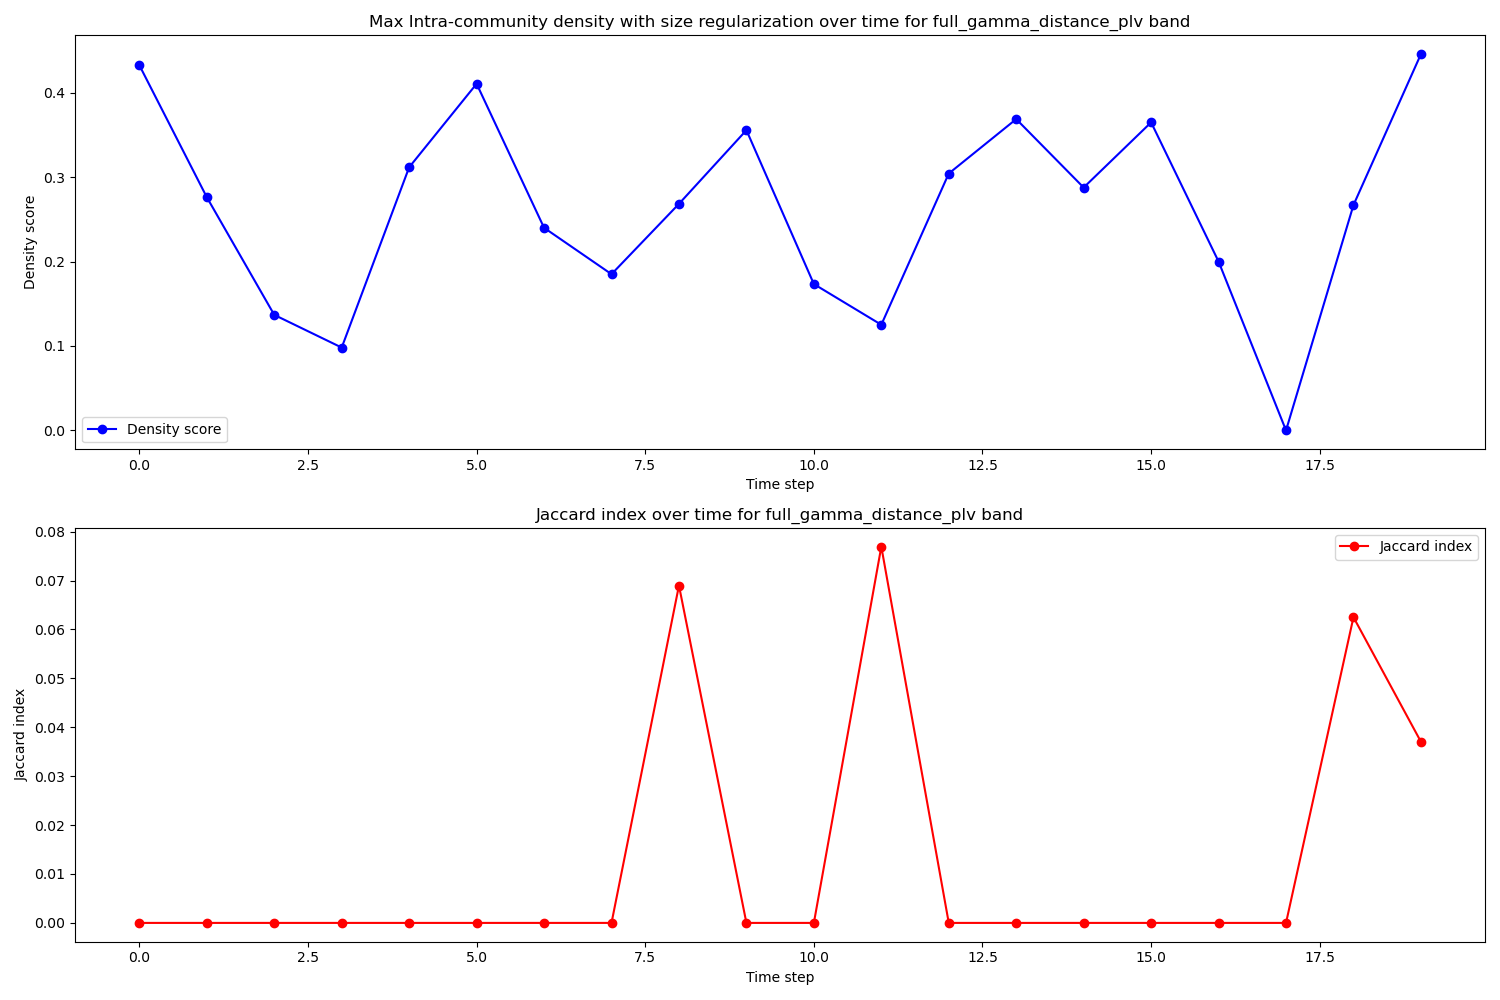 Max Intra-community density with size regularization over time for full_gamma_distance_plv band
Density score
0.4
0.3
0.2
0.1
0.0
Density score
0.0 2.5 5.0 7.5 10.0 12.5 15.0 17.5
Time step
Jaccard index over time for full_gamma_distance_plv band
Jaccard index
0.08
0.07
0.06
0.05
0.04
0.03
0.02
0.01
0.00
Jaccard index
0.0 2.5 5.0 7.5 10.0 12.5 15.0 17.5
Time step